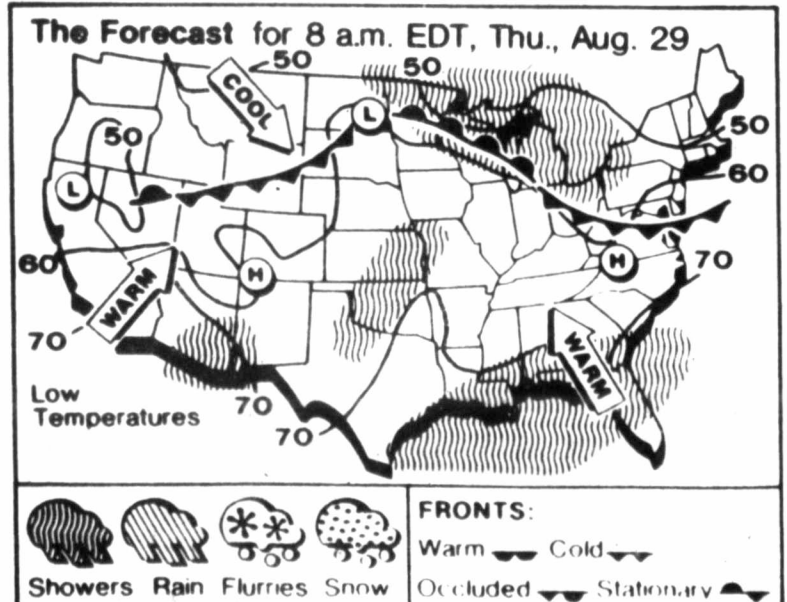 The Forecast for 8 a.m. EDT, Thu., Aug. 29
50
50
COOL
L
50
50
L
60
60
H
H
70
WARM
70
WARM
Low
Temperatures
70
70
FRONTS:
Warm Cold
Showers Rain Flurries Snow
Occluded Stationary